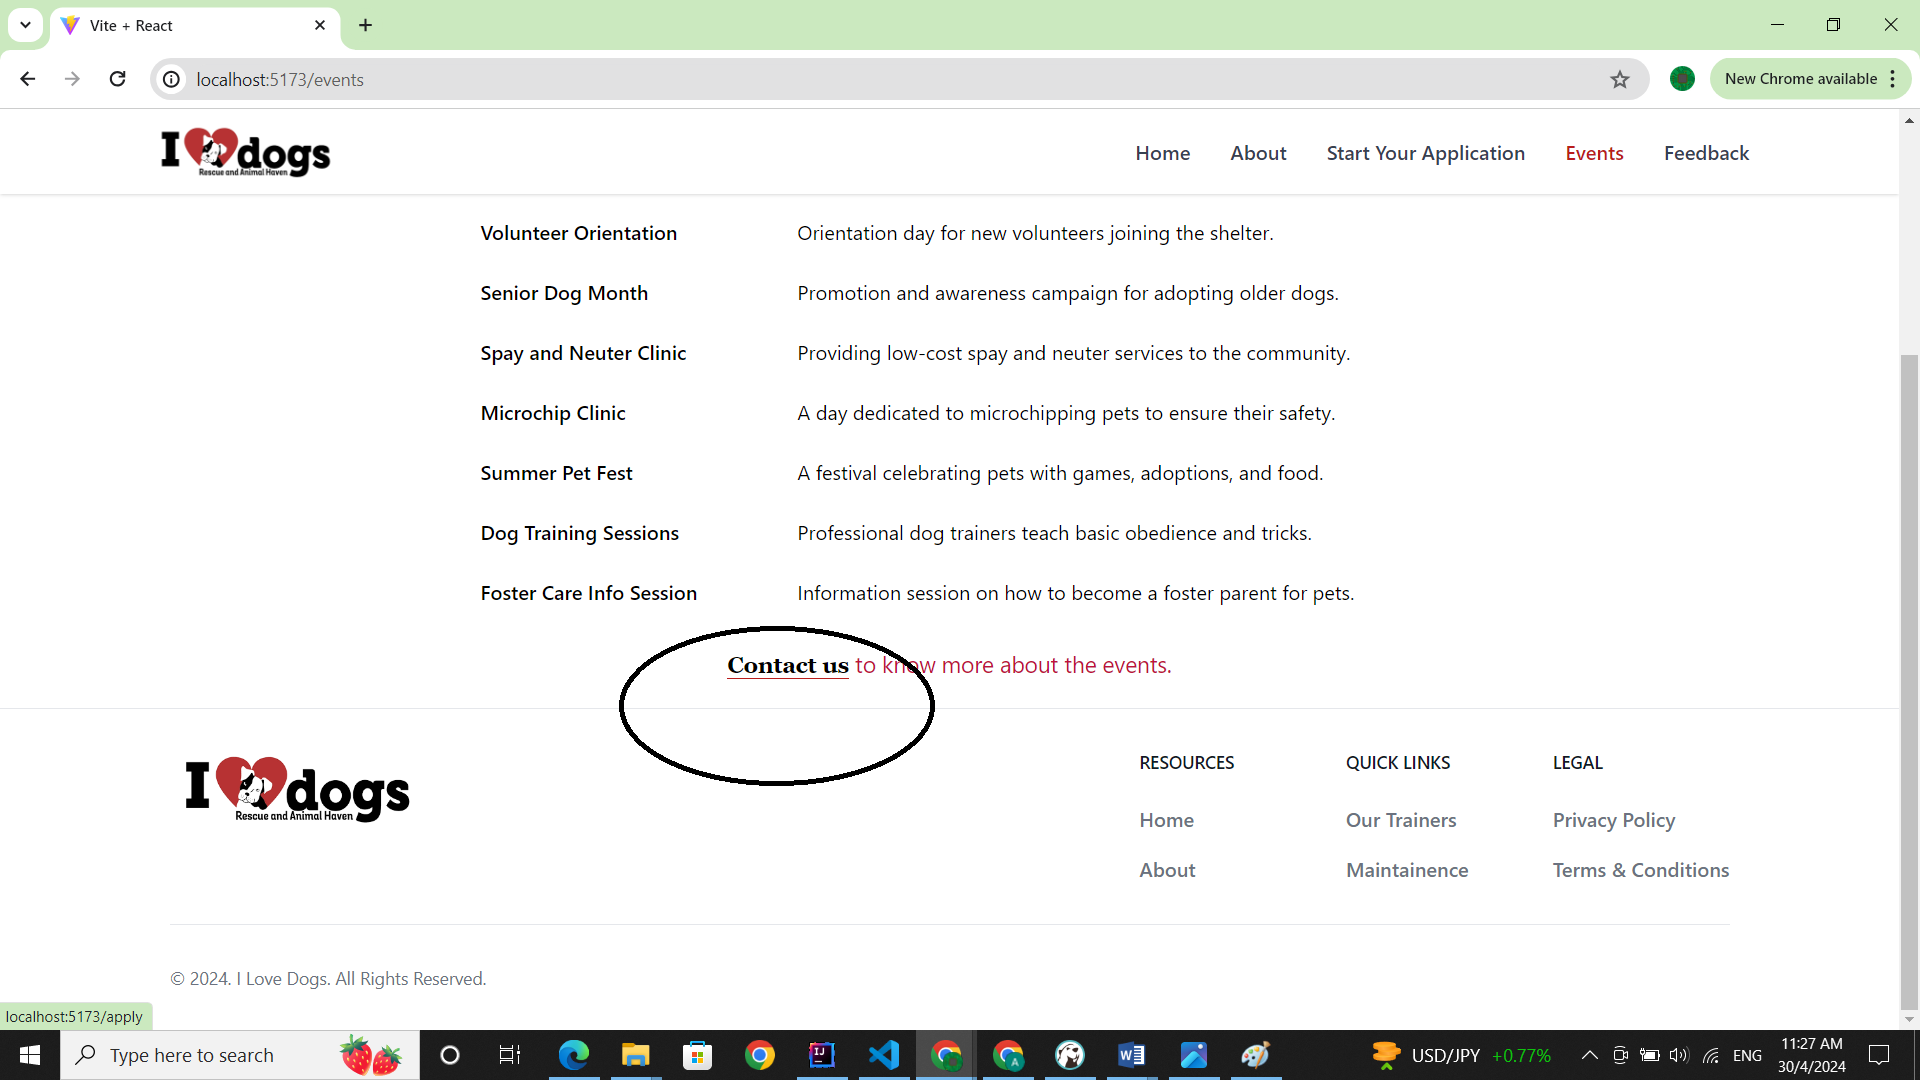 Vite + React
localhost:5173/events
New Chrome available
I dogs
Rescue and Animal Haven
Home About Start Your Application Events Feedback
Volunteer Orientation Orientation day for new volunteers joining the shelter.
Senior Dog Month Promotion and awareness campaign for adopting older dogs.
Spay and Neuter Clinic Providing low-cost spay and neuter services to the community.
Microchip Clinic A day dedicated to microchipping pets to ensure their safety.
Summer Pet Fest A festival celebrating pets with games, adoptions, and food.
Dog Training Sessions Professional dog trainers teach basic obedience and tricks.
Foster Care Info Session Information session on how to become a foster parent for pets.
Contact us to know more about the events.
I dogs
Rescue and Animal Haven
RESOURCES QUICK LINKS LEGAL
Home Our Trainers Privacy Policy
About Maintainence Terms & Conditions
© 2024. I Love Dogs. All Rights Reserved.
localhost:5173/apply
Type here to search
USD/JPY +0.77%
ENG
11:27 AM
30/4/2024